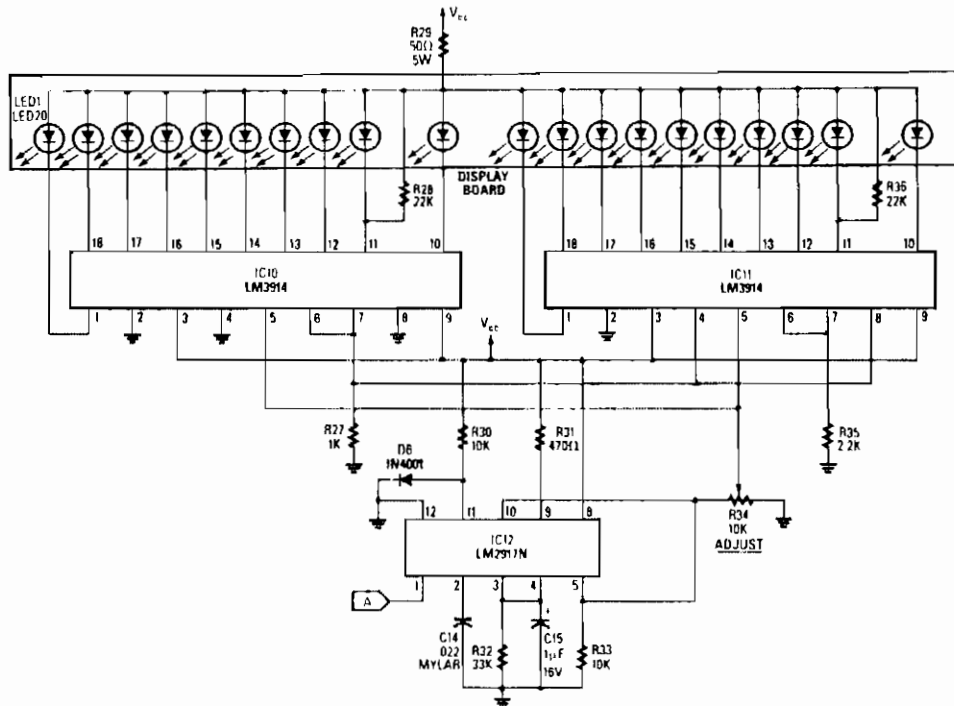 Vcc
R29
50Ω
5W
LED1
LED20
DISPLAY
BOARD
R28
22K
R36
22K
18 17 16 15 14 13 12 11 10
IC10
LM3914
1 2 3 4 5 6 7 8 9
18 17 16 15 14 13 12 11 10
IC11
LM3914
1 2 3 4 5 6 7 8 9
Vcc
R27
1K
R30
10K
R31
470Ω
R35
2.2K
D8
1N4001
R34
10K
ADJUST
12 11 10 9 8
IC12
LM2917N
1 2 3 4 5
A
C14
.022
MYLAR
R32
33K
+
C15
1µF
16V
R33
10K